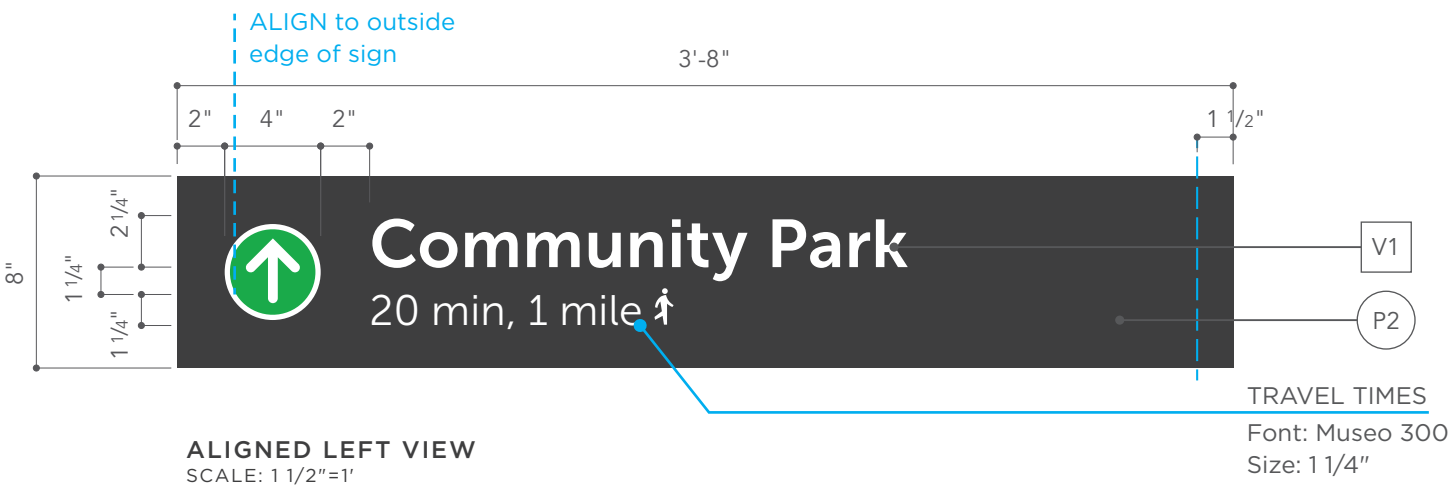 ALIGN to outside
edge of sign
3'-8"
2" 4" 2" 1 1/2"
8"
2 1/4"
1 1/4"
1 1/4"
Community Park
20 min, 1 mile
V1
P2
TRAVEL TIMES
Font: Museo 300
Size: 1 1/4"
ALIGNED LEFT VIEW
SCALE: 1 1/2"=1'